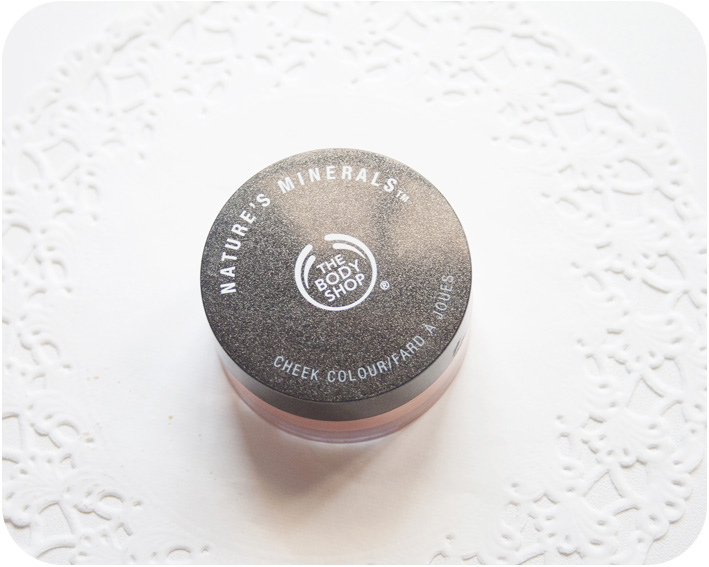 NATURE'S MINERALS™
THE
BODY
SHOP®
CHEEK COLOUR/FARD À JOUES